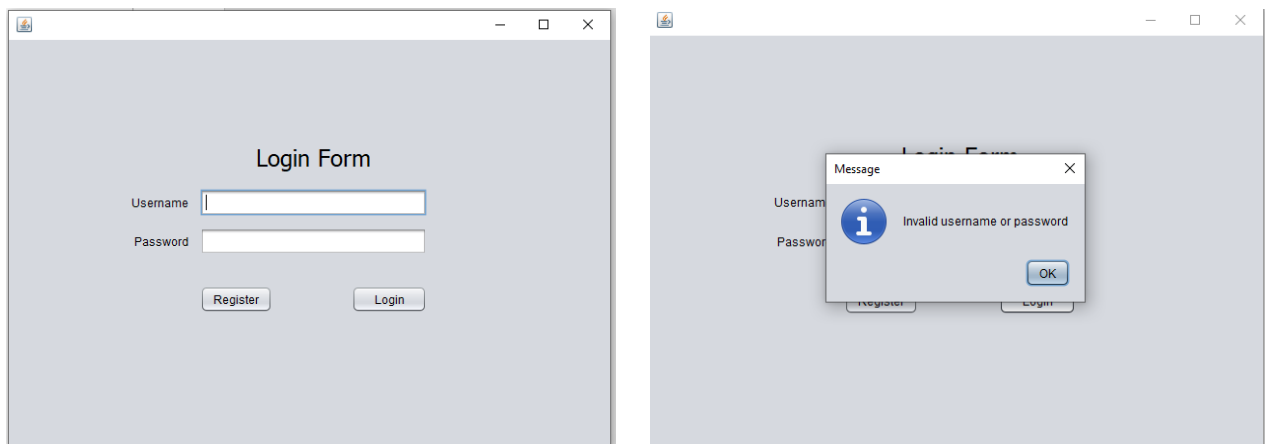 Login Form
Username
Password
Register Login
Message
Invalid username or password
OK
Usernam
Passwor